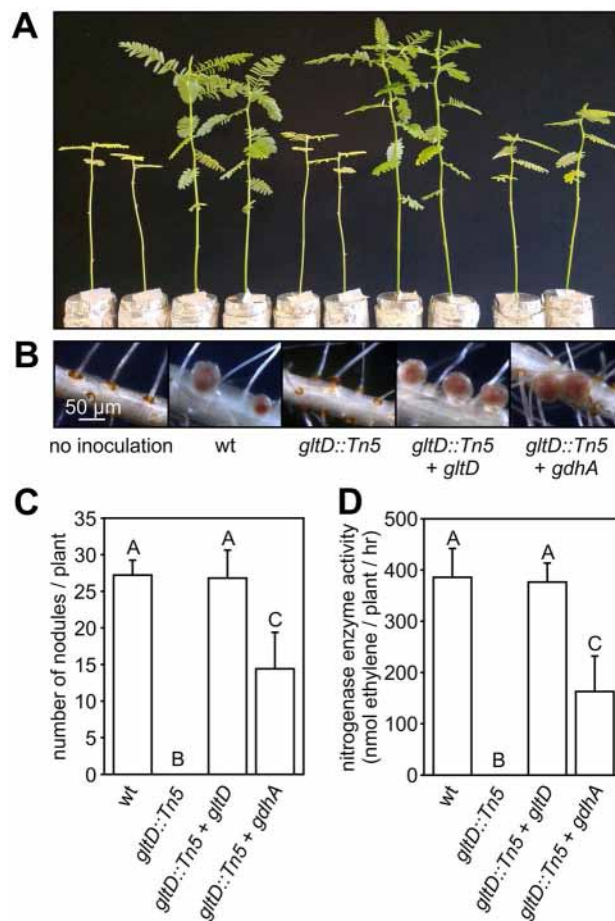 A
B
50 µm
no inoculation wt gltD::Tn5 gltD::Tn5 gltD::Tn5
+ gltD + gdhA
C
number of nodules / plant
35
30
25
20
15
10
5
0
A
B
A
C
wt
gltD::Tn5
gltD::Tn5 + gltD
gltD::Tn5 + gdhA
D
nitrogenase enzyme activity
(nmol ethylene / plant / hr)
500
400
300
200
100
0
A
B
A
C
wt
gltD::Tn5
gltD::Tn5 + gltD
gltD::Tn5 + gdhA